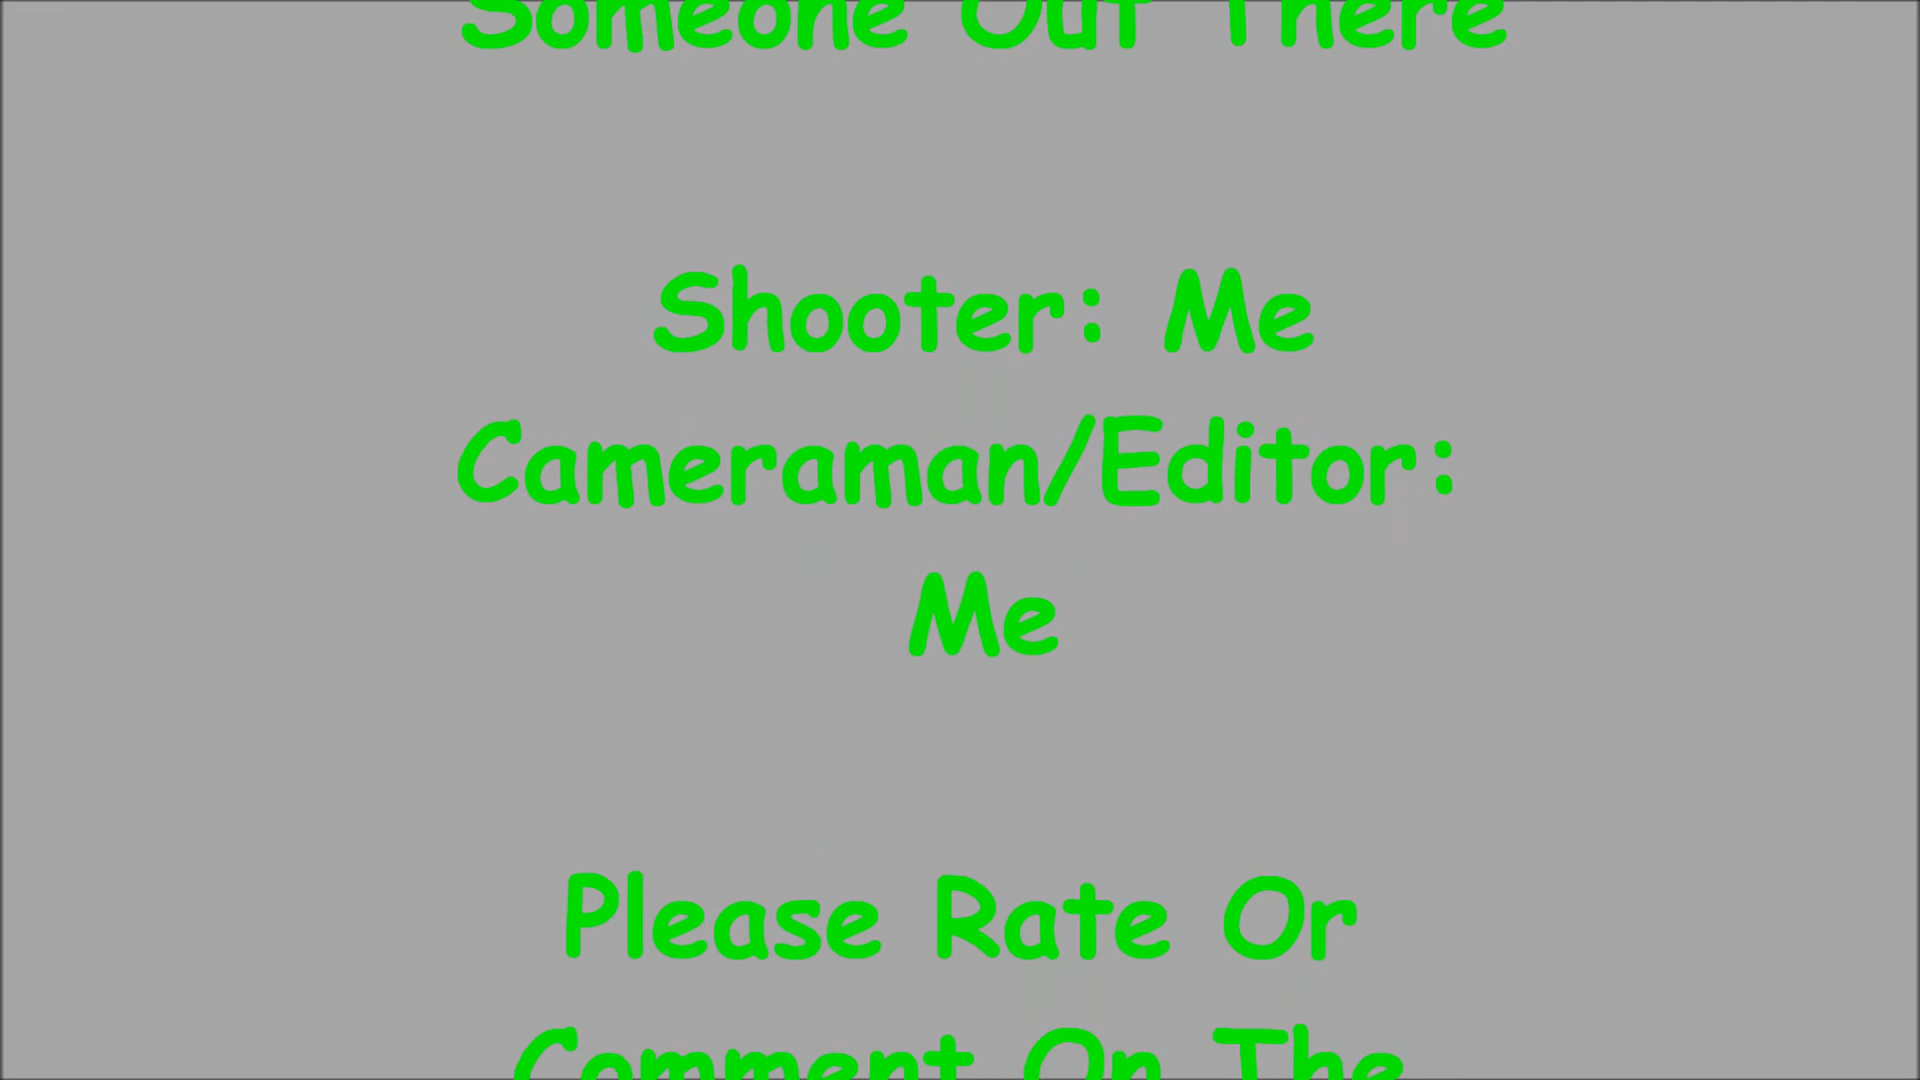 Someone Out There
Shooter: Me
Cameraman/Editor:
Me
Please Rate Or
Comment On The